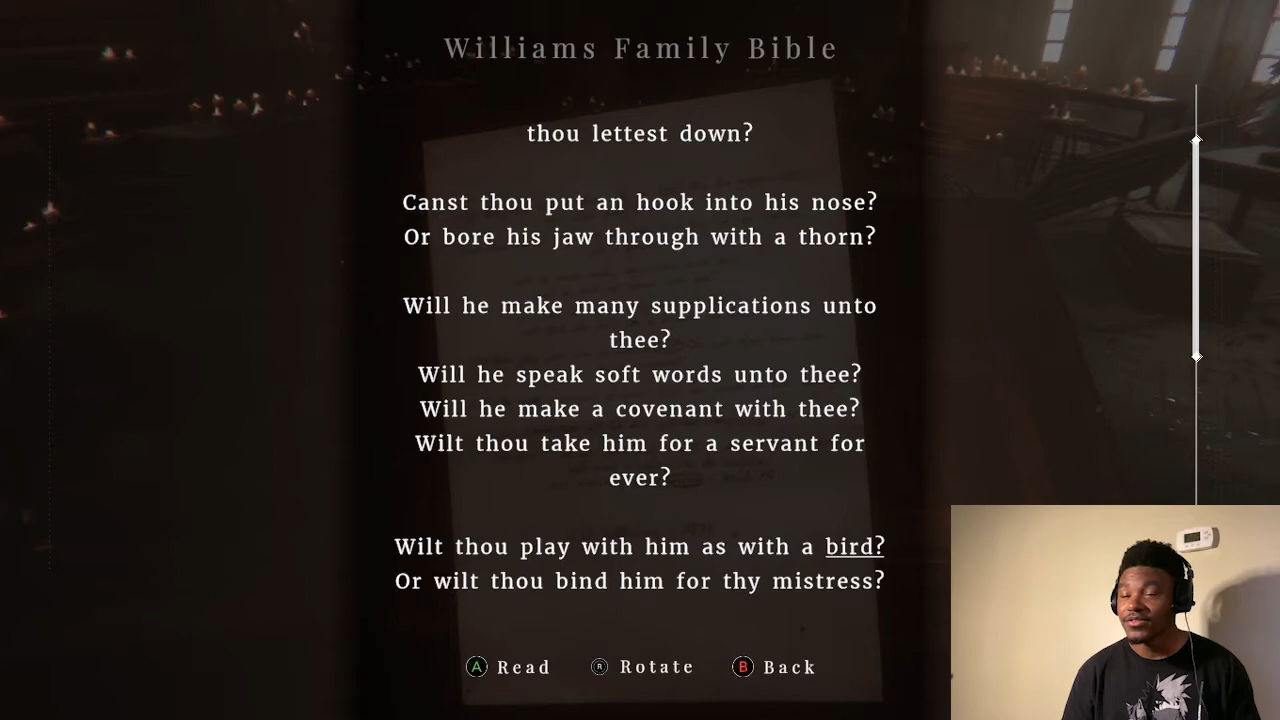 Williams Family Bible
thou lettest down?
Canst thou put an hook into his nose?
Or bore his jaw through with a thorn?
Will he make many supplications unto
thee?
Will he speak soft words unto thee?
Will he make a covenant with thee?
Wilt thou take him for a servant for
ever?
Wilt thou play with him as with a bird?
Or wilt thou bind him for thy mistress?
A Read R Rotate B Back